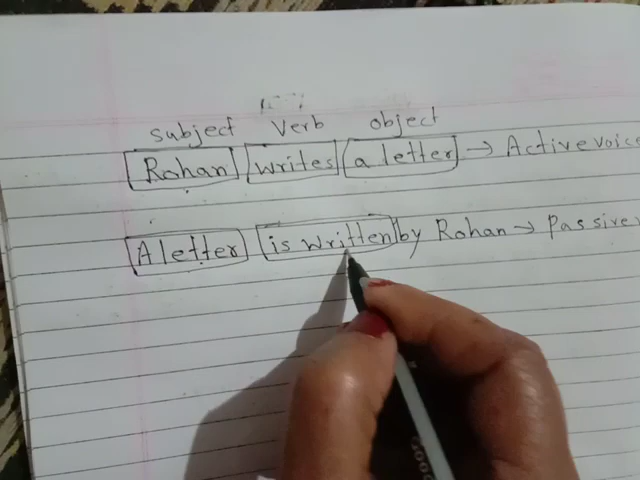 subject verb object
Rohan writes a letter → Active voice
A letter is written by Rohan → Passive